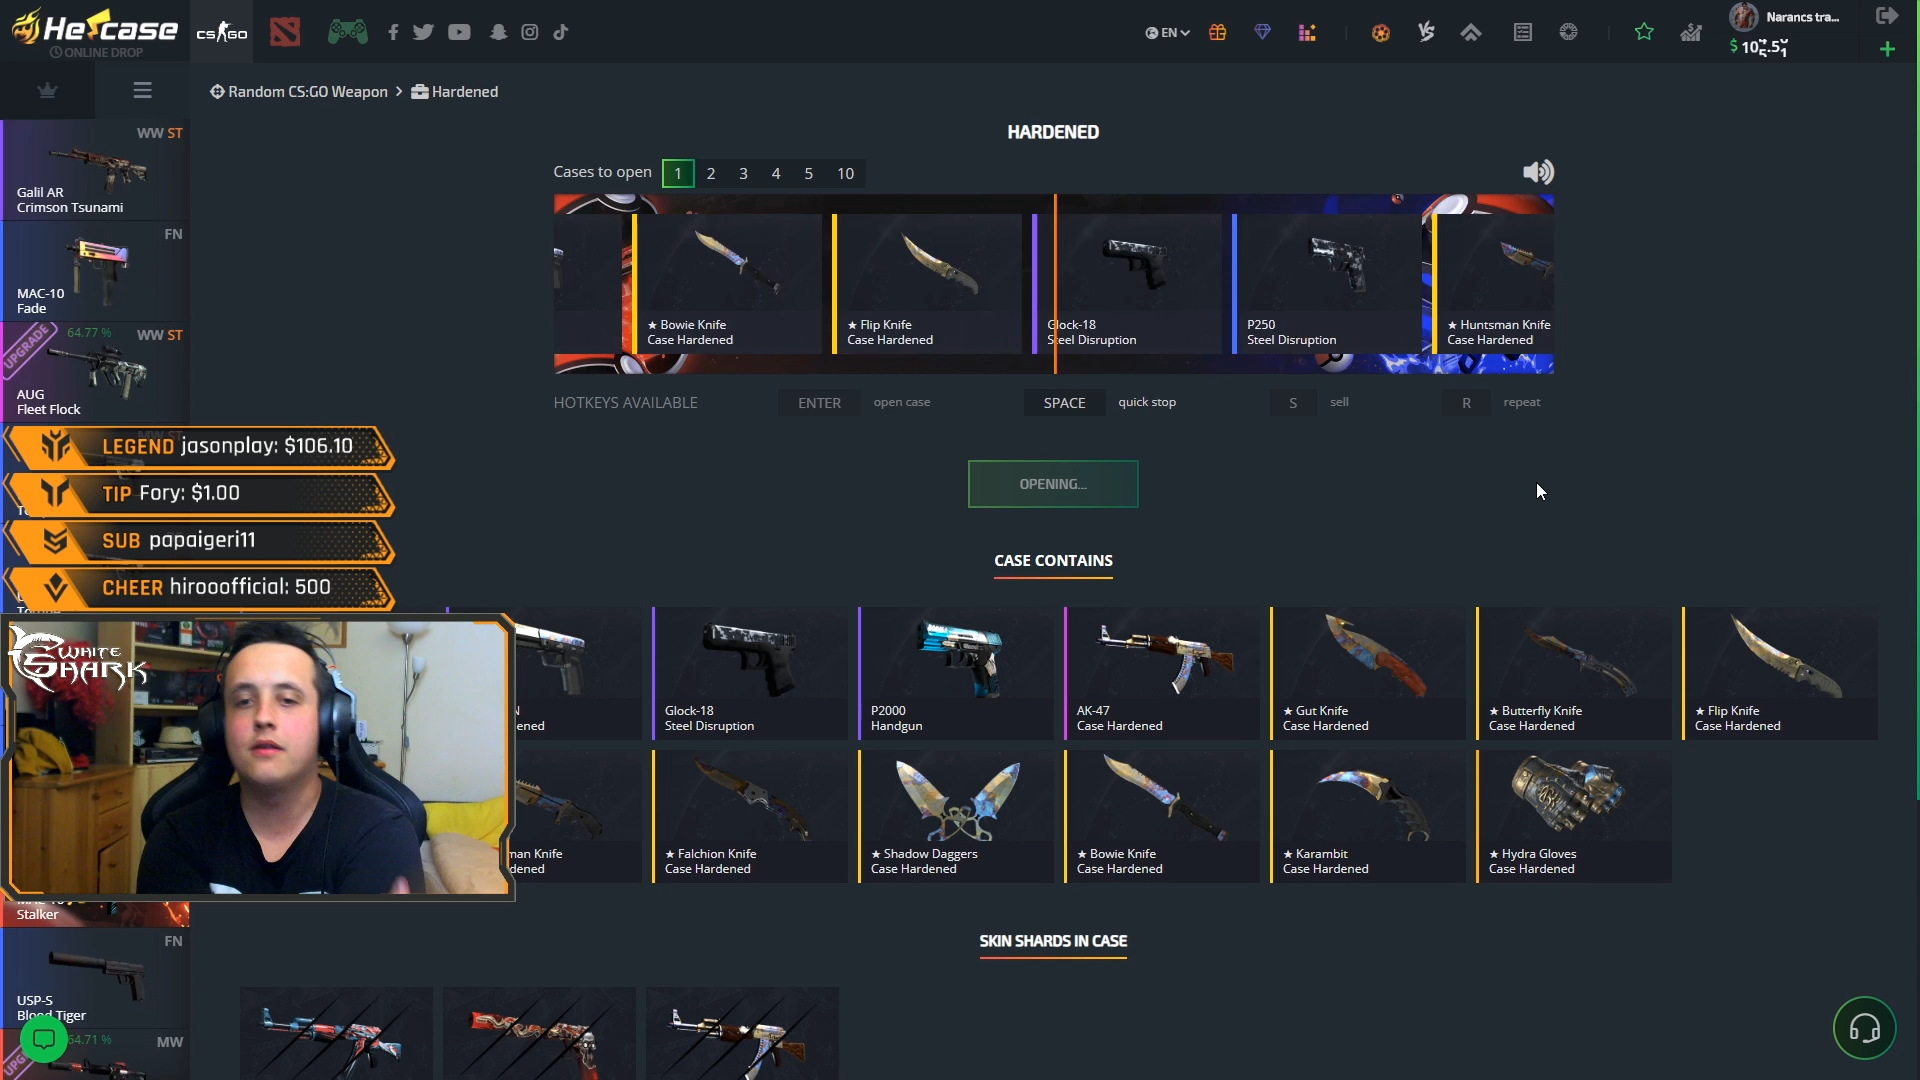 Hellcase
ONLINE DROP
CS:GO
EN
Narancs tra...
Random CS:GO Weapon > Hardened
HARDENED
Cases to open 1 2 3 4 5 10
WW ST
Galil AR
Crimson Tsunami
FN
MAC-10
Fade
UPGRADE
64.77 %
WW ST
AUG
Fleet Flock
★ Bowie Knife
Case Hardened
★ Flip Knife
Case Hardened
Glock-18
Steel Disruption
P250
Steel Disruption
★ Huntsman Knife
Case Hardened
HOTKEYS AVAILABLE ENTER open case SPACE quick stop S sell R repeat
LEGEND jasonplay: $106.10
TIP Fory: $1.00
SUB papaigeri11
CHEER hirooofficial: 500
OPENING...
CASE CONTAINS
WHITE
SHARK
Glock-18
Steel Disruption
P2000
Handgun
AK-47
Case Hardened
★ Gut Knife
Case Hardened
★ Butterfly Knife
Case Hardened
★ Flip Knife
Case Hardened
man Knife
dened
★ Falchion Knife
Case Hardened
★ Shadow Daggers
Case Hardened
★ Bowie Knife
Case Hardened
★ Karambit
Case Hardened
★ Hydra Gloves
Case Hardened
Stalker
FN
USP-S
Blood Tiger
64.71 %
MW
SKIN SHARDS IN CASE